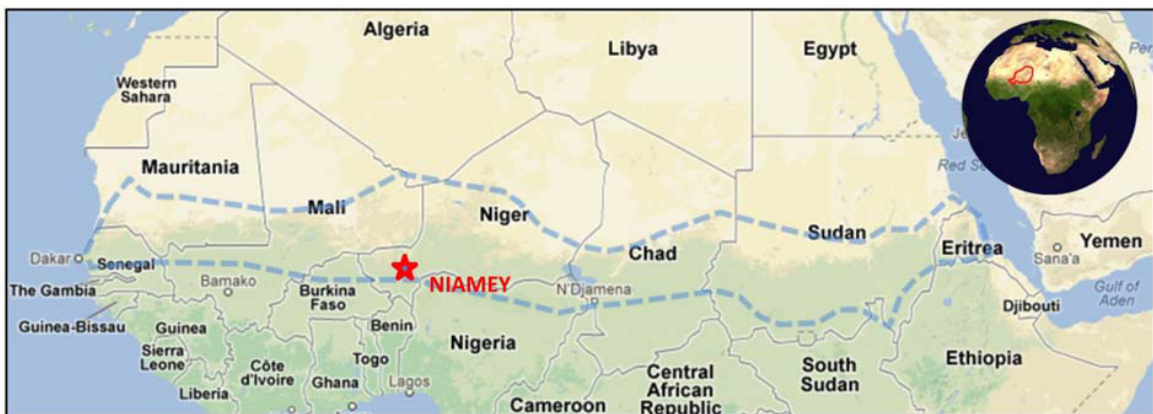 Algeria
Libya
Egypt
Western
Sahara
Mauritania
Mali
Niger
Chad
Sudan
Red Se
Eritrea
Yemen
Sana'a
Dakar
Senegal
The Gambia
Bamako
Burkina
Faso
NIAMEY
N'Djamena
Gulf of
Aden
Djibouti
Guinea-Bissau
Guinea
Benin
Nigeria
Sierra
Leone
Côte
d'Ivoire
Togo
Ghana
Lagos
Liberia
Cameroon
Central
African
Republic
South
Sudan
Ethiopia